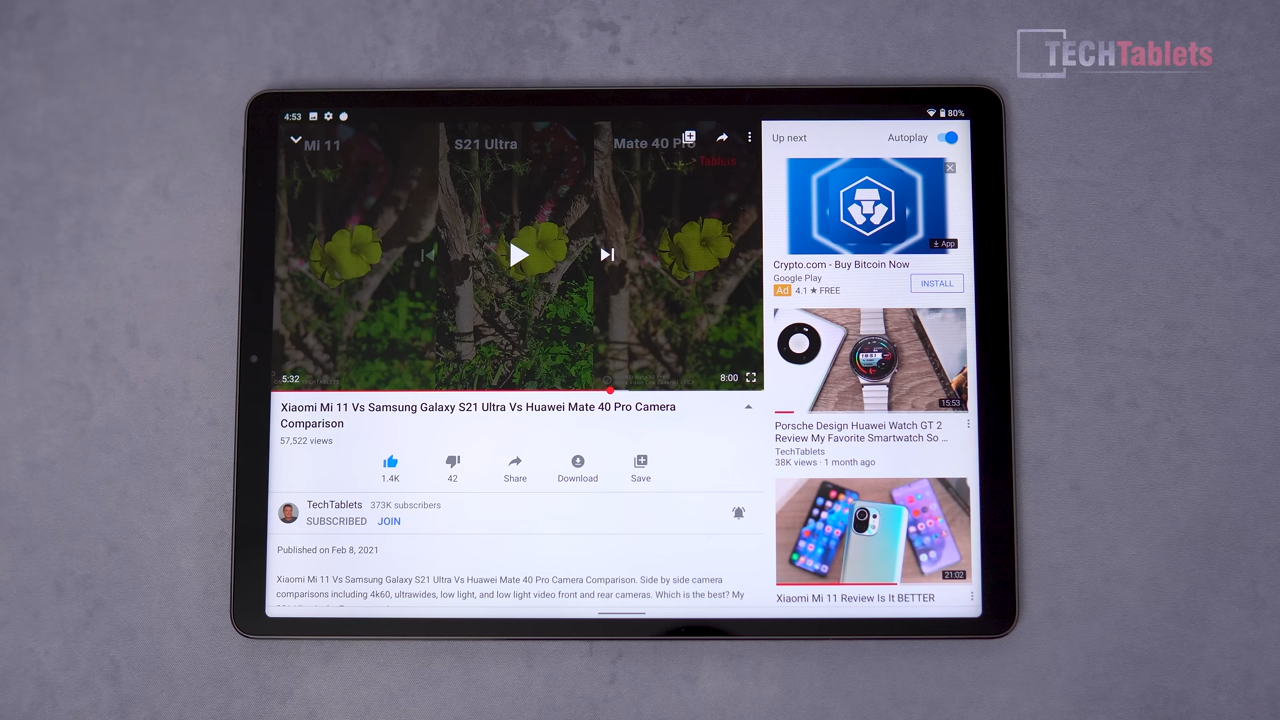 TECHTablets
4:53
80%
Mi 11
S21 Ultra
Mate 40 Pro
Tablets
5:32
8:00
Xiaomi Mi 11 Vs Samsung Galaxy S21 Ultra Vs Huawei Mate 40 Pro Camera
Comparison
57,522 views
1.4K
42
Share
Download
Save
TechTablets 373K subscribers
SUBSCRIBED JOIN
Published on Feb 8, 2021
Xiaomi Mi 11 Vs Samsung Galaxy S21 Ultra Vs Huawei Mate 40 Pro Camera Comparison. Side by side camera
comparisons including 4k60, ultrawides, low light, and low light video front and rear cameras. Which is the best? My
Up next
Autoplay
App
Crypto.com - Buy Bitcoin Now
Google Play
Ad 4.1 ★ FREE
INSTALL
15:53
Porsche Design Huawei Watch GT 2
Review My Favorite Smartwatch So ...
TechTablets
38K views · 1 month ago
21:02
Xiaomi Mi 11 Review Is It BETTER